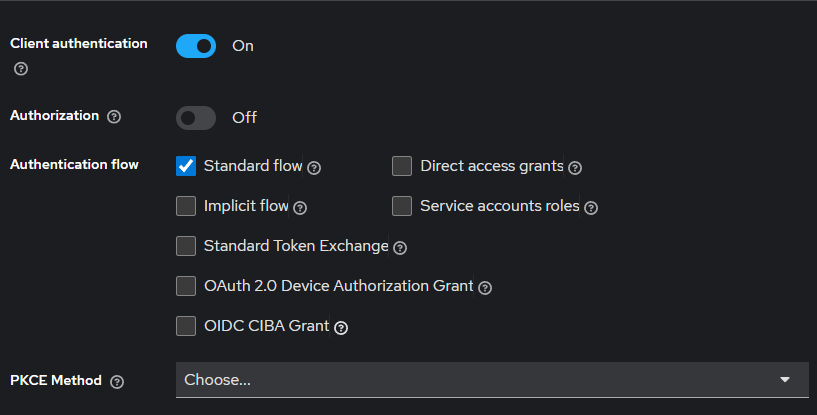 Client authentication
On
Authorization
Off
Authentication flow
Standard flow
Direct access grants
Implicit flow
Service accounts roles
Standard Token Exchange
OAuth 2.0 Device Authorization Grant
OIDC CIBA Grant
PKCE Method
Choose...